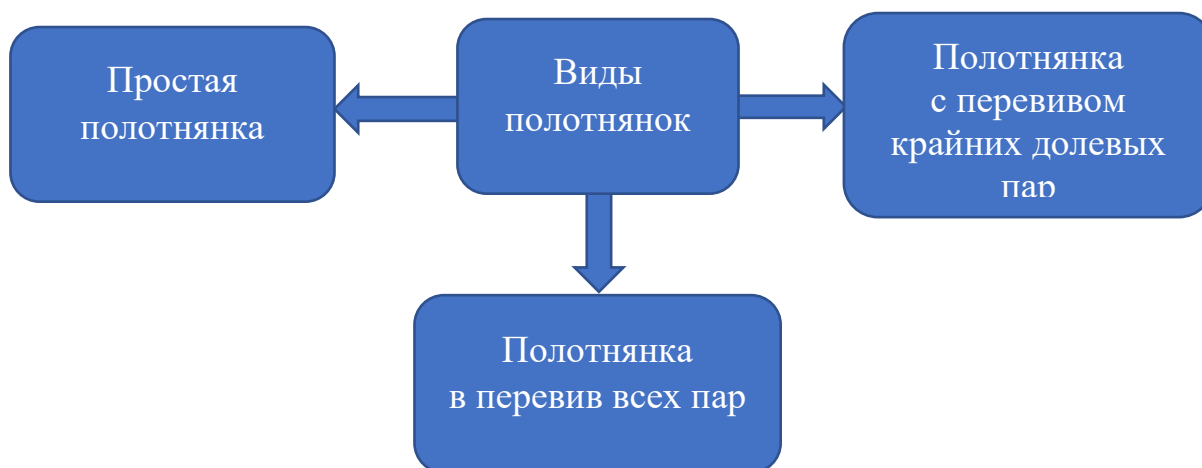 Простая
полотнянка
Виды
полотнянок
Полотнянка
с перевивом
крайних долевых
пар
Полотнянка
в перевив всех пар